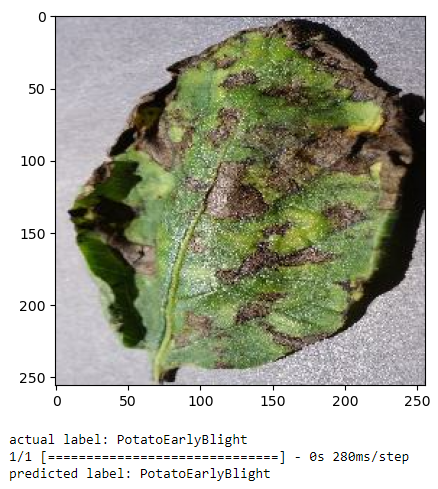 0
50
100
150
200
250
0 50 100 150 200 250
actual label: PotatoEarlyBlight
1/1 [==============================] - 0s 280ms/step
predicted label: PotatoEarlyBlight